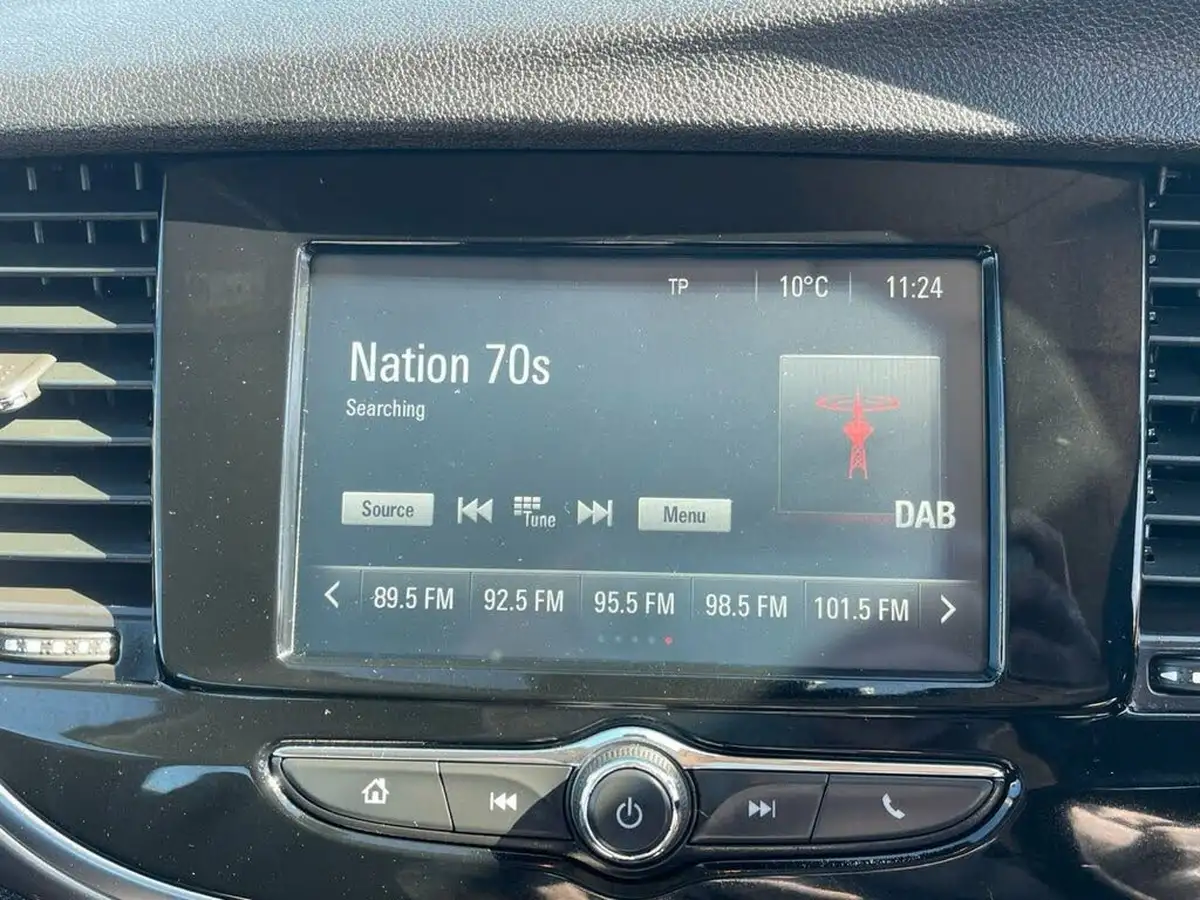 TP 10°C 11:24
Nation 70s
Searching
Source Tune Menu
DAB
89.5 FM 92.5 FM 95.5 FM 98.5 FM 101.5 FM